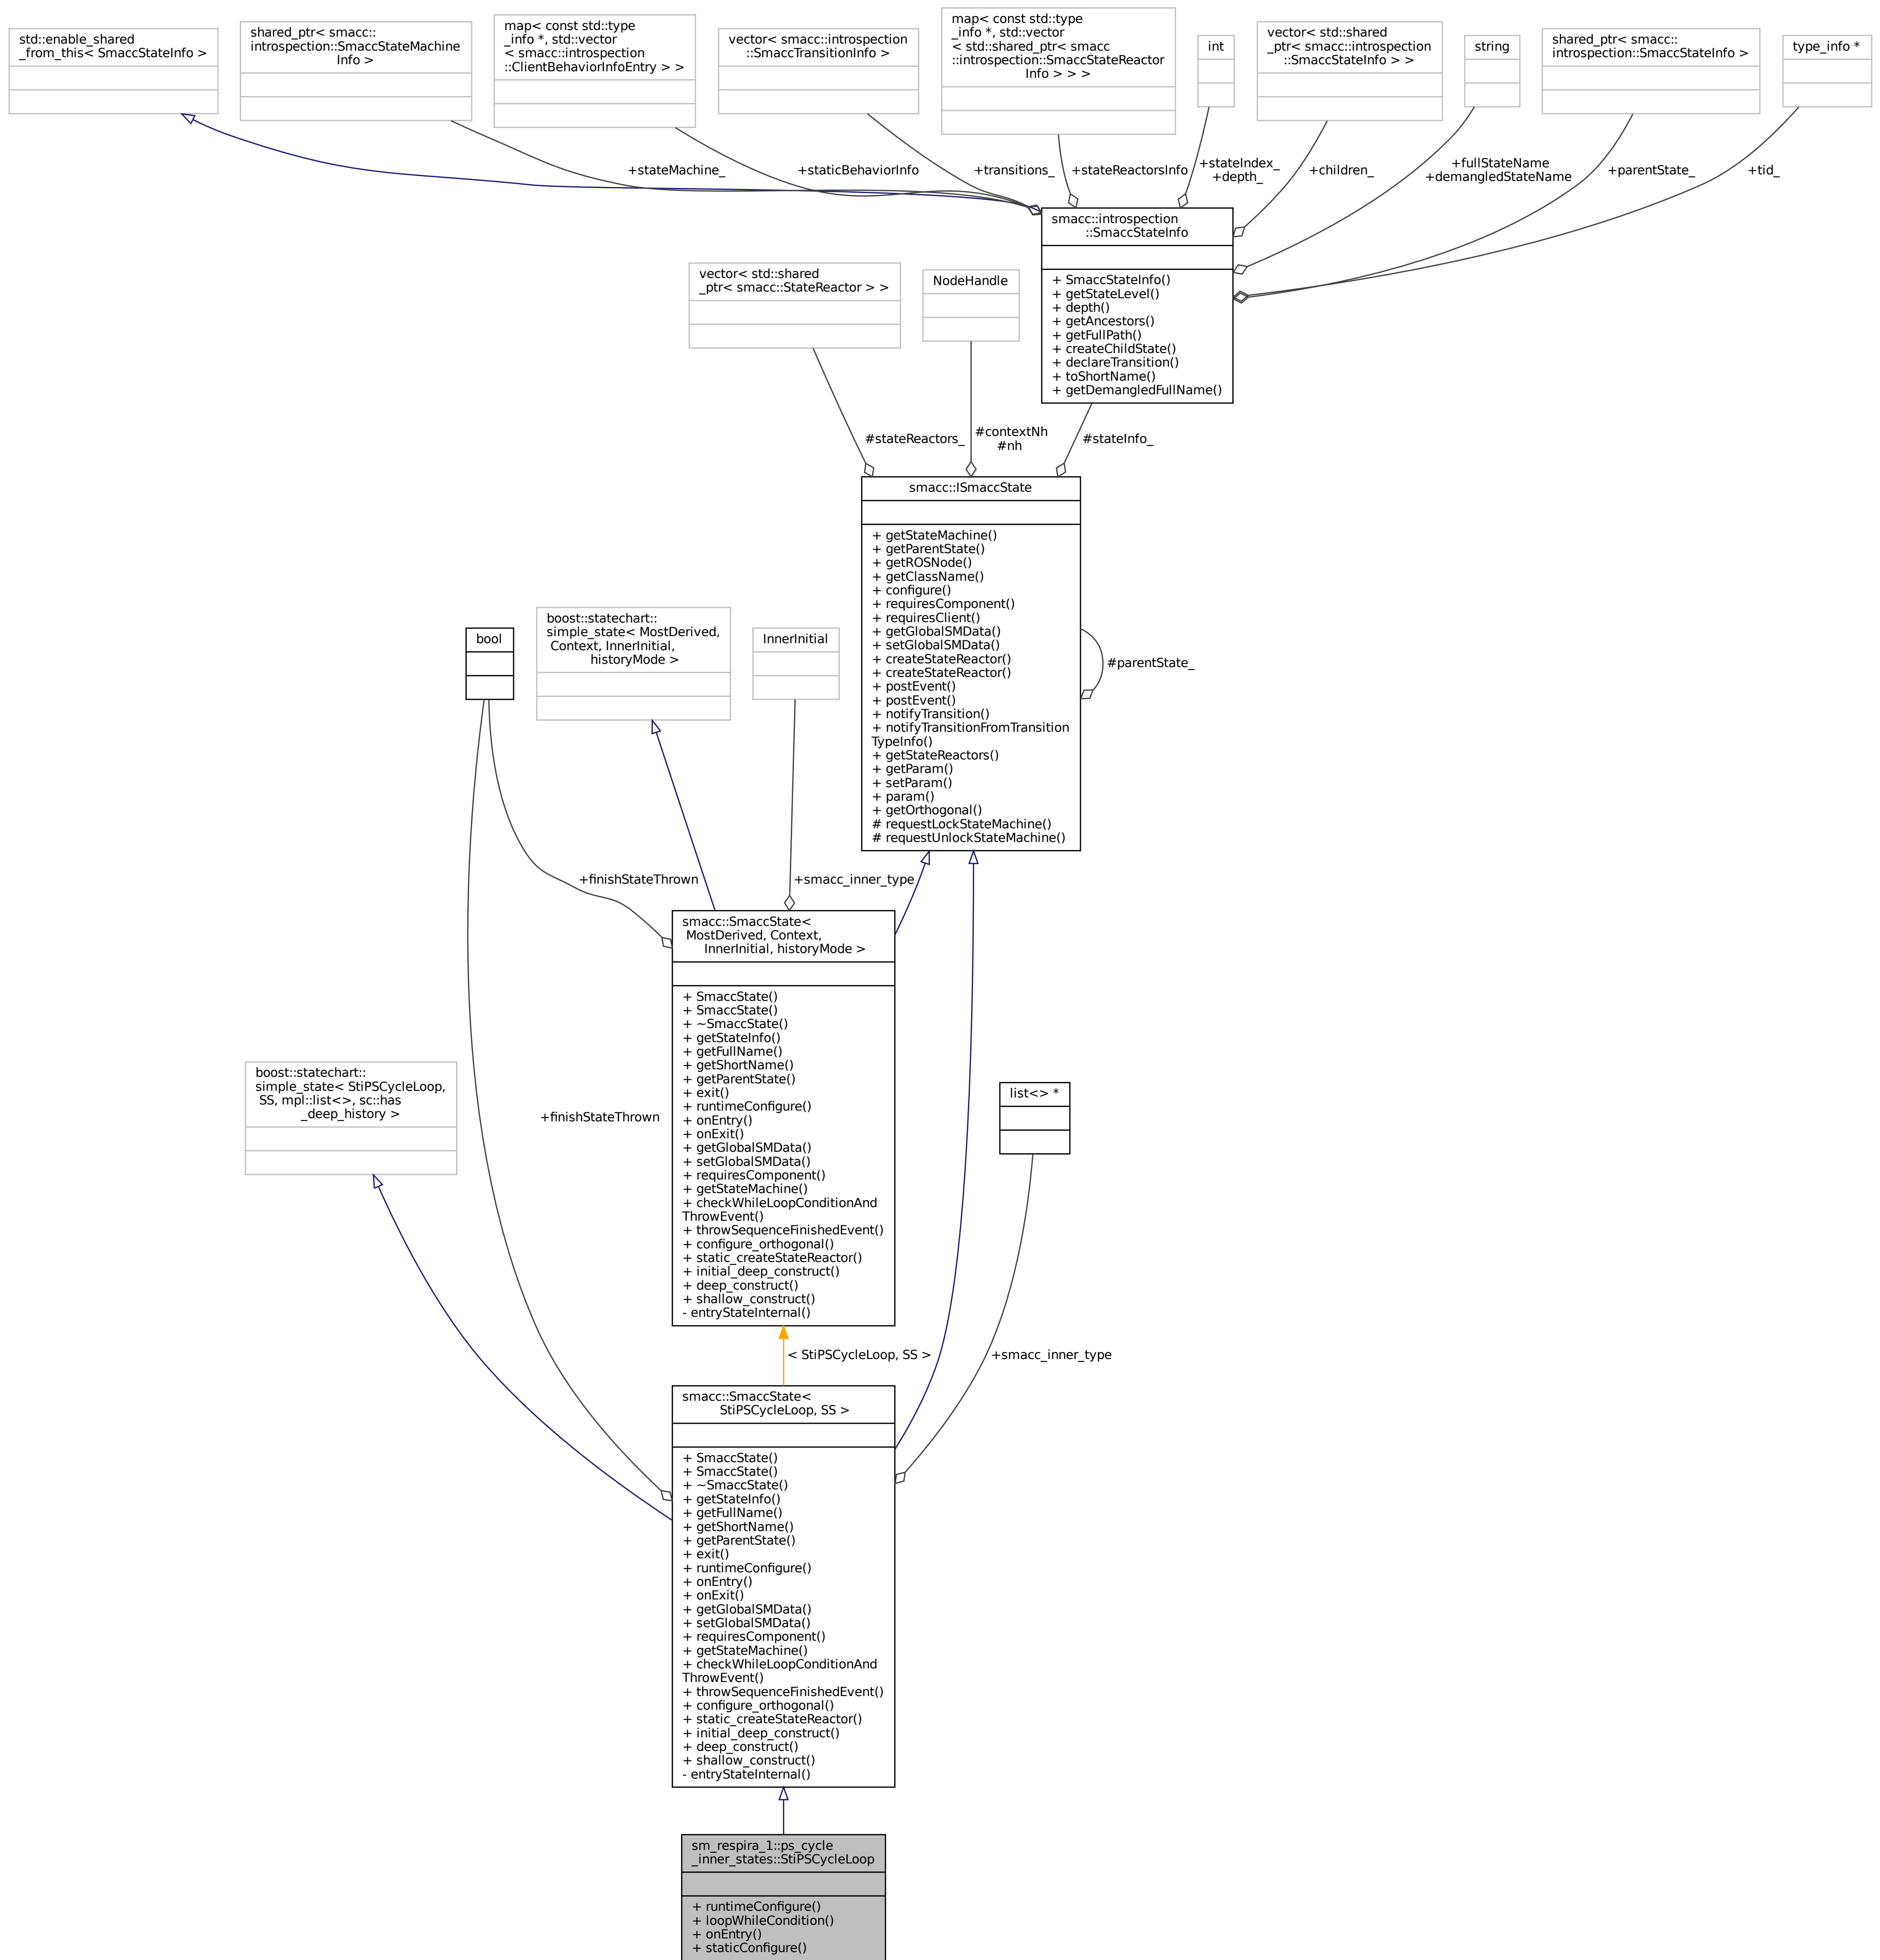 std::enable_shared
_from_this< SmaccStateInfo >
shared_ptr< smacc::
introspection::SmaccStateMachine
Info >
map< const std::type
_info *, std::vector
< smacc::introspection
::ClientBehaviorInfoEntry > >
vector< smacc::introspection
::SmaccTransitionInfo >
map< const std::type
_info *, std::vector
< std::shared_ptr< smacc
::introspection::SmaccStateReactor
Info > > >
int
vector< std::shared
_ptr< smacc::introspection
::SmaccStateInfo > >
string
shared_ptr< smacc::
introspection::SmaccStateInfo >
type_info *
+stateMachine_
+staticBehaviorInfo
+transitions_
+stateReactorsInfo
+stateIndex_
+depth_
+children_
+fullStateName
+demangledStateName
+parentState_
+tid_
smacc::introspection
::SmaccStateInfo
+ SmaccStateInfo()
+ getStateLevel()
+ depth()
+ getAncestors()
+ getFullPath()
+ createChildState()
+ declareTransition()
+ toShortName()
+ getDemangledFullName()
vector< std::shared
_ptr< smacc::StateReactor > >
NodeHandle
#stateReactors_
#contextNh
#nh
#stateInfo_
smacc::ISmaccState
+ getStateMachine()
+ getParentState()
+ getROSNode()
+ getClassName()
+ configure()
+ requiresComponent()
+ requiresClient()
+ getGlobalSMData()
+ setGlobalSMData()
+ createStateReactor()
+ createStateReactor()
+ postEvent()
+ postEvent()
+ notifyTransition()
+ notifyTransitionFromTransition
TypeInfo()
+ getStateReactors()
+ getParam()
+ setParam()
+ param()
+ getOrthogonal()
# requestLockStateMachine()
# requestUnlockStateMachine()
#parentState_
bool
boost::statechart::
simple_state< MostDerived,
Context, InnerInitial,
historyMode >
InnerInitial
+finishStateThrown
+smacc_inner_type
smacc::SmaccState<
MostDerived, Context,
InnerInitial, historyMode >
+ SmaccState()
+ SmaccState()
+ ~SmaccState()
+ getStateInfo()
+ getFullName()
+ getShortName()
+ getParentState()
+ exit()
+ runtimeConfigure()
+ onEntry()
+ onExit()
+ getGlobalSMData()
+ setGlobalSMData()
+ requiresComponent()
+ getStateMachine()
+ checkWhileLoopConditionAnd
ThrowEvent()
+ throwSequenceFinishedEvent()
+ configure_orthogonal()
+ static_createStateReactor()
+ initial_deep_construct()
+ deep_construct()
+ shallow_construct()
- entryStateInternal()
boost::statechart::
simple_state< StiPSCycleLoop,
SS, mpl::list<>, sc::has
_deep_history >
+finishStateThrown
list<> *
< StiPSCycleLoop, SS >
+smacc_inner_type
smacc::SmaccState<
StiPSCycleLoop, SS >
+ SmaccState()
+ SmaccState()
+ ~SmaccState()
+ getStateInfo()
+ getFullName()
+ getShortName()
+ getParentState()
+ exit()
+ runtimeConfigure()
+ onEntry()
+ onExit()
+ getGlobalSMData()
+ setGlobalSMData()
+ requiresComponent()
+ getStateMachine()
+ checkWhileLoopConditionAnd
ThrowEvent()
+ throwSequenceFinishedEvent()
+ configure_orthogonal()
+ static_createStateReactor()
+ initial_deep_construct()
+ deep_construct()
+ shallow_construct()
- entryStateInternal()
sm_respira_1::ps_cycle
_inner_states::StiPSCycleLoop
+ runtimeConfigure()
+ loopWhileCondition()
+ onEntry()
+ staticConfigure()